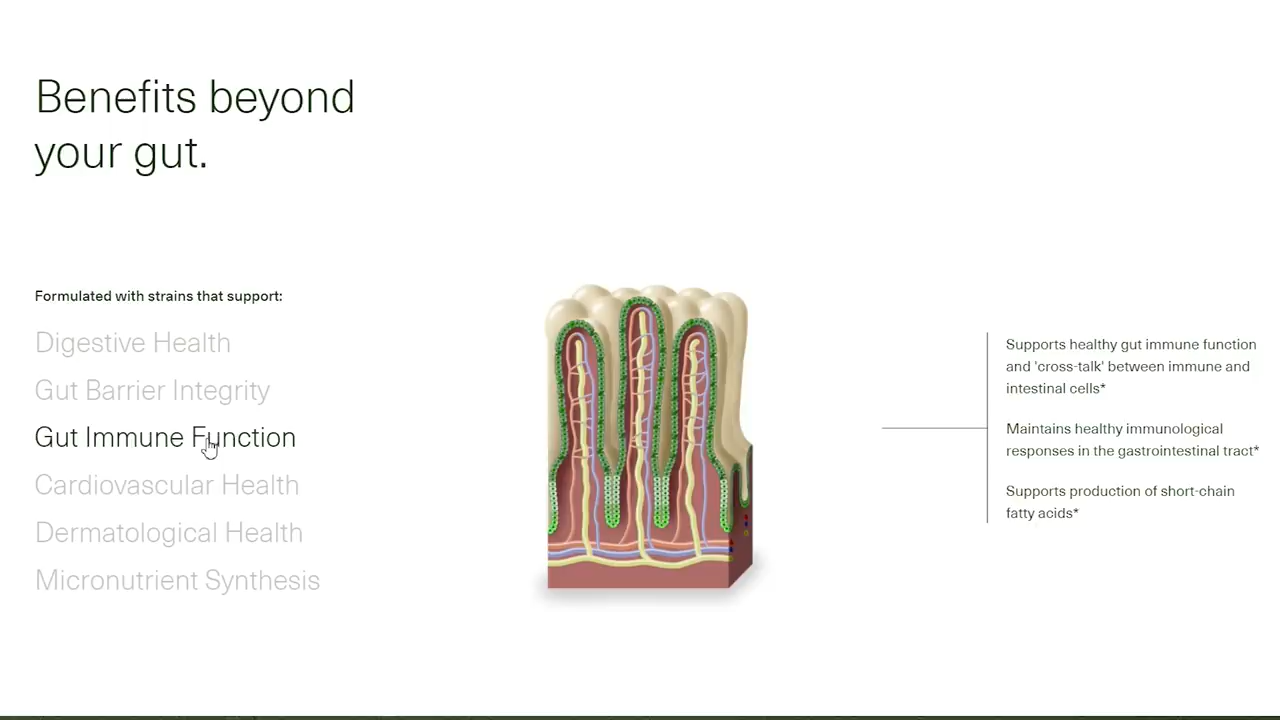 Benefits beyond
your gut.
Formulated with strains that support:
Digestive Health
Gut Barrier Integrity
Gut Immune Function
Cardiovascular Health
Dermatological Health
Micronutrient Synthesis
Supports healthy gut immune function
and 'cross-talk' between immune and
intestinal cells*
Maintains healthy immunological
responses in the gastrointestinal tract*
Supports production of short-chain
fatty acids*